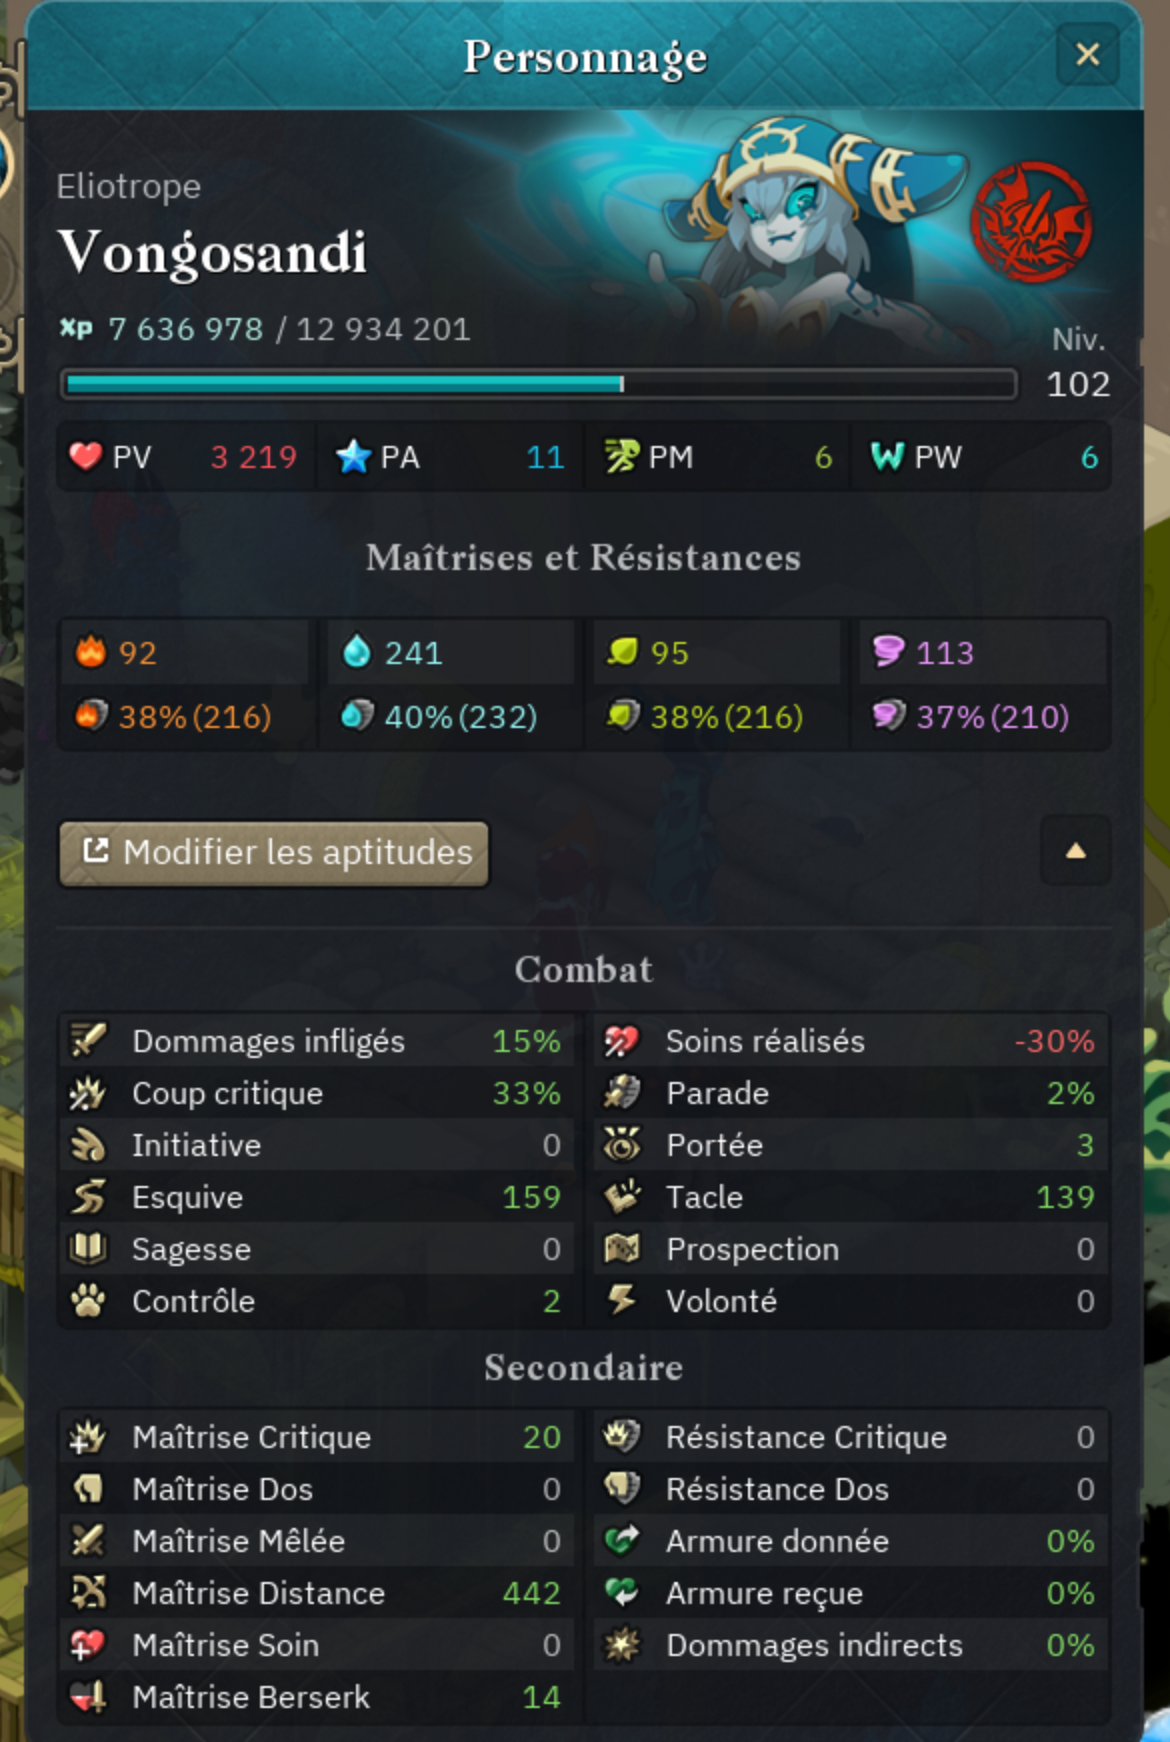 Personnage
Eliotrope
Vongosandi
xp 7 636 978 / 12 934 201
Niv.
102
PV 3 219 PA 11 PM 6 PW 6
Maîtrises et Résistances
92 241 95 113
38% (216) 40% (232) 38% (216) 37% (210)
Modifier les aptitudes
Combat
Dommages infligés 15% Soins réalisés -30%
Coup critique 33% Parade 2%
Initiative 0 Portée 3
Esquive 159 Tacle 139
Sagesse 0 Prospection 0
Contrôle 2 Volonté 0
Secondaire
Maîtrise Critique 20 Résistance Critique 0
Maîtrise Dos 0 Résistance Dos 0
Maîtrise Mêlée 0 Armure donnée 0%
Maîtrise Distance 442 Armure reçue 0%
Maîtrise Soin 0 Dommages indirects 0%
Maîtrise Berserk 14